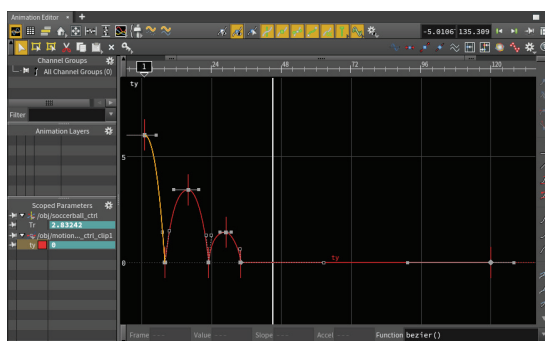 Animation Editor × +
-5.0106 135.309
Channel Groups
All Channel Groups (0)
Filter
Animation Layers
Scoped Parameters
/obj/soccerball_ctrl
Tr 2.83242
/obj/motion..._ctrl_clip1
ty 0
1 24 48 72 96 120
ty
5
0
ty
Frame Value Slope Accel Function bezier()